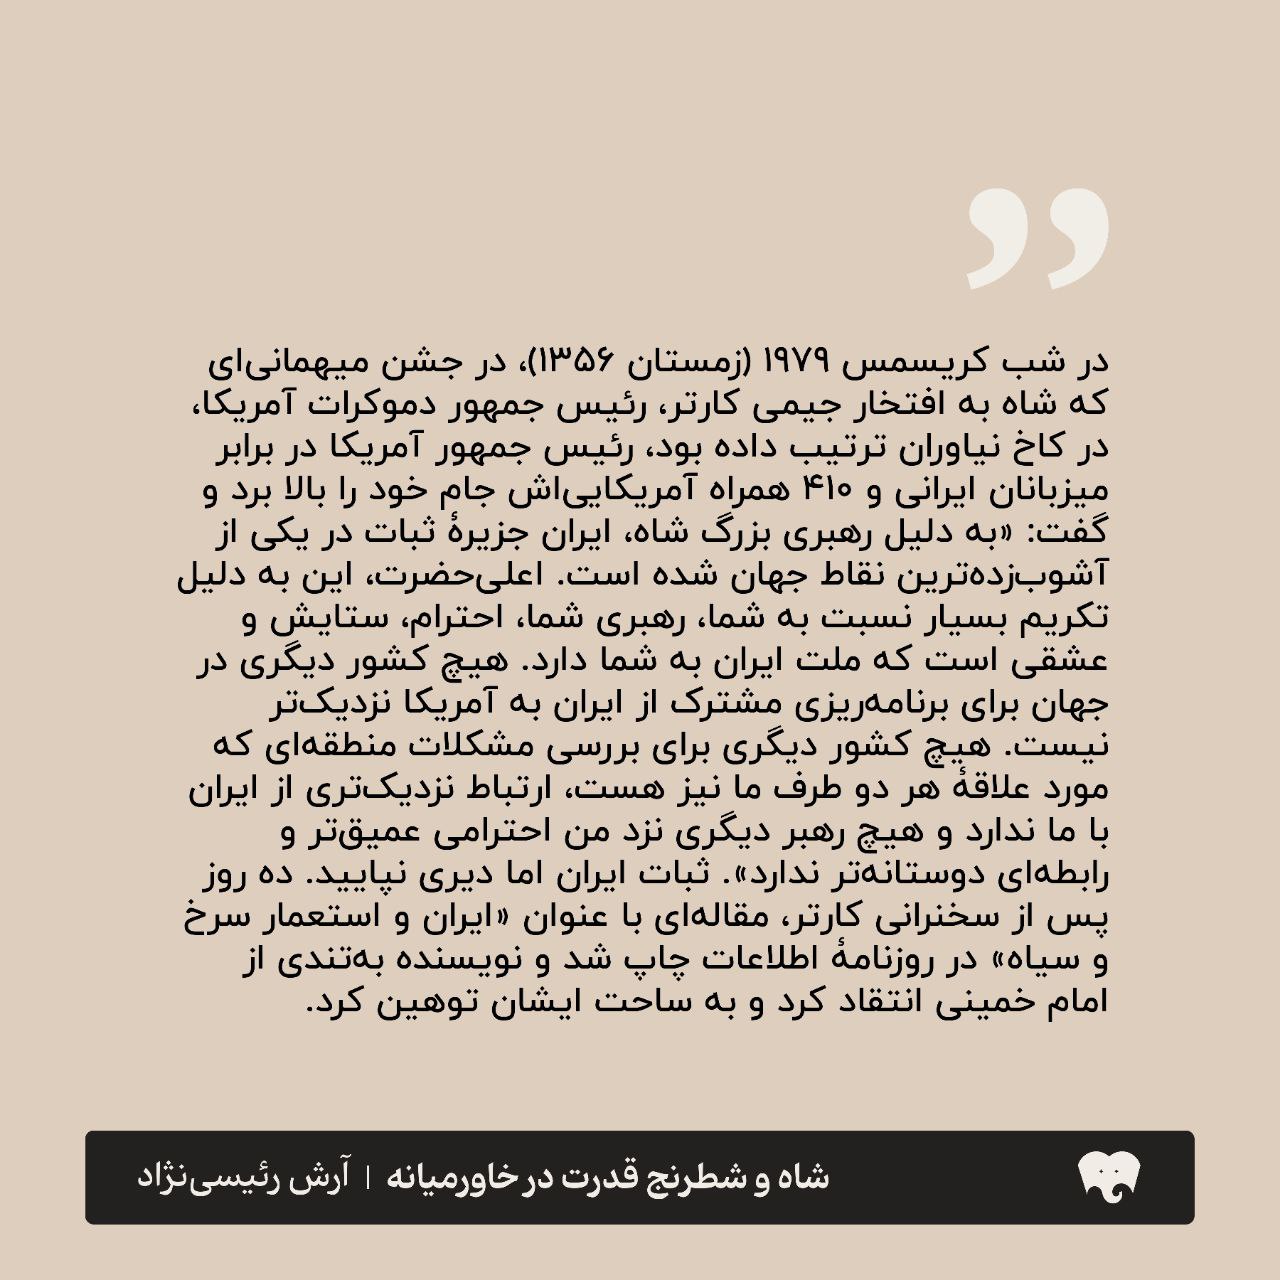 ”
در شب کریسمس ۱۹۷۹ (زمستان ۱۳۵۶)، در جشن میهمانی‌ای
که شاه به افتخار جیمی کارتر، رئیس جمهور دموکرات آمریکا،
در کاخ نیاوران ترتیب داده بود، رئیس جمهور آمریکا در برابر
میزبانان ایرانی و ۴۱۰ همراه آمریکایی‌اش جام خود را بالا برد و
گفت: «به دلیل رهبری بزرگ شاه، ایران جزیرهٔ ثبات در یکی از
آشوب‌زده‌ترین نقاط جهان شده است. اعلی‌حضرت، این به دلیل
تکریم بسیار نسبت به شما، رهبری شما، احترام، ستایش و
عشقی است که ملت ایران به شما دارد. هیچ کشور دیگری در
جهان برای برنامه‌ریزی مشترک از ایران به آمریکا نزدیک‌تر
نیست. هیچ کشور دیگری برای بررسی مشکلات منطقه‌ای که
مورد علاقهٔ هر دو طرف ما نیز هست، ارتباط نزدیک‌تری از ایران
با ما ندارد و هیچ رهبر دیگری نزد من احترامی عمیق‌تر و
رابطه‌ای دوستانه‌تر ندارد». ثبات ایران اما دیری نپایید. ده روز
پس از سخنرانی کارتر، مقاله‌ای با عنوان «ایران و استعمار سرخ
و سیاه» در روزنامهٔ اطلاعات چاپ شد و نویسنده به‌تندی از
امام خمینی انتقاد کرد و به ساحت ایشان توهین کرد.
شاه و شطرنج قدرت در خاورمیانه | آرش رئیسی‌نژاد